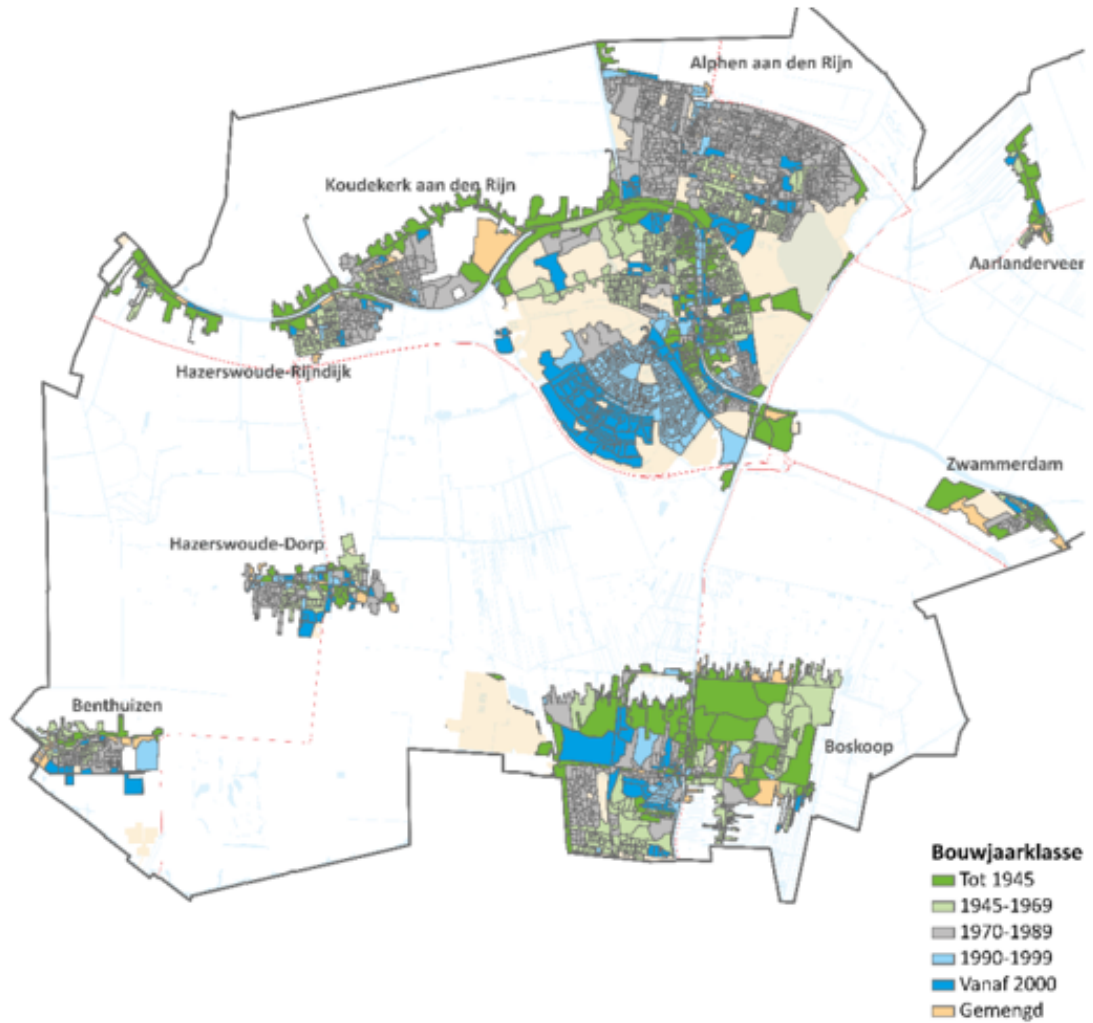 Alphen aan den Rijn
Koudekerk aan den Rijn
Aarlanderveer
Hazerswoude-Rijndijk
Zwammerdam
Hazerswoude-Dorp
Benthuizen
Boskoop
Bouwjaarklasse
Tot 1945
1945-1969
1970-1989
1990-1999
Vanaf 2000
Gemengd